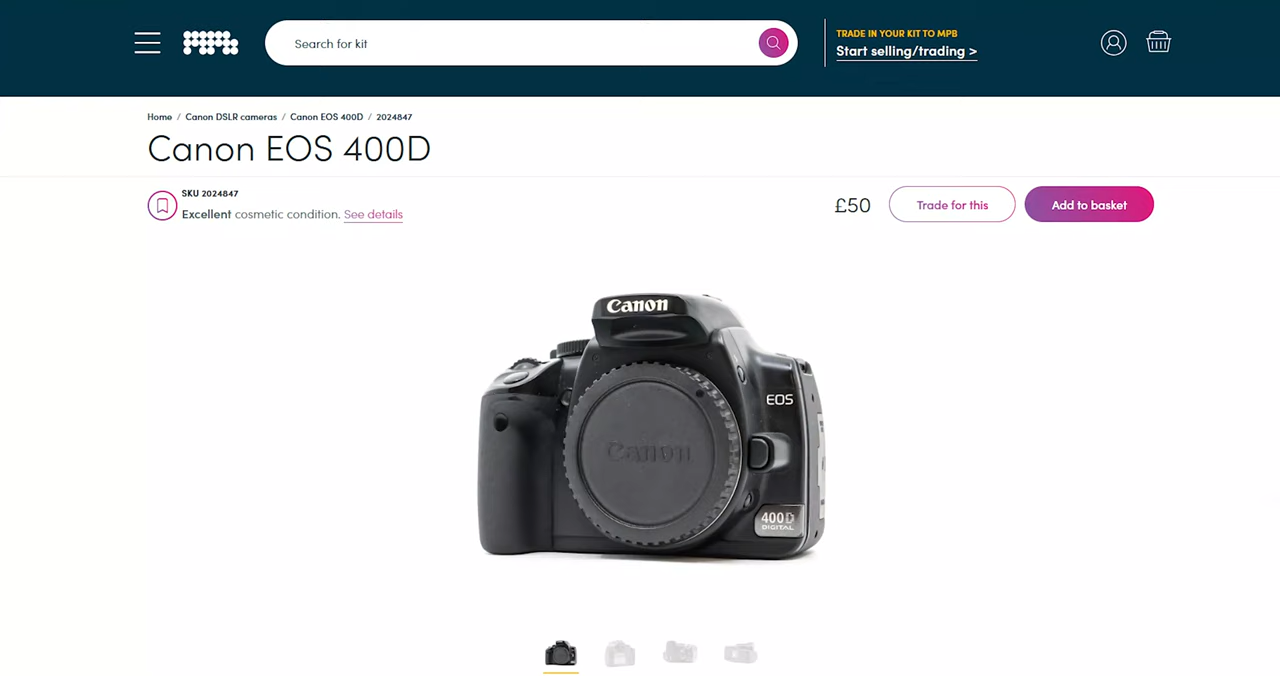 mpb
Search for kit
TRADE IN YOUR KIT TO MPB
Start selling/trading >
Home / Canon DSLR cameras / Canon EOS 400D / 2024847
Canon EOS 400D
SKU 2024847
Excellent cosmetic condition. See details
£50
Trade for this
Add to basket
Canon
EOS
Canon
400D
DIGITAL